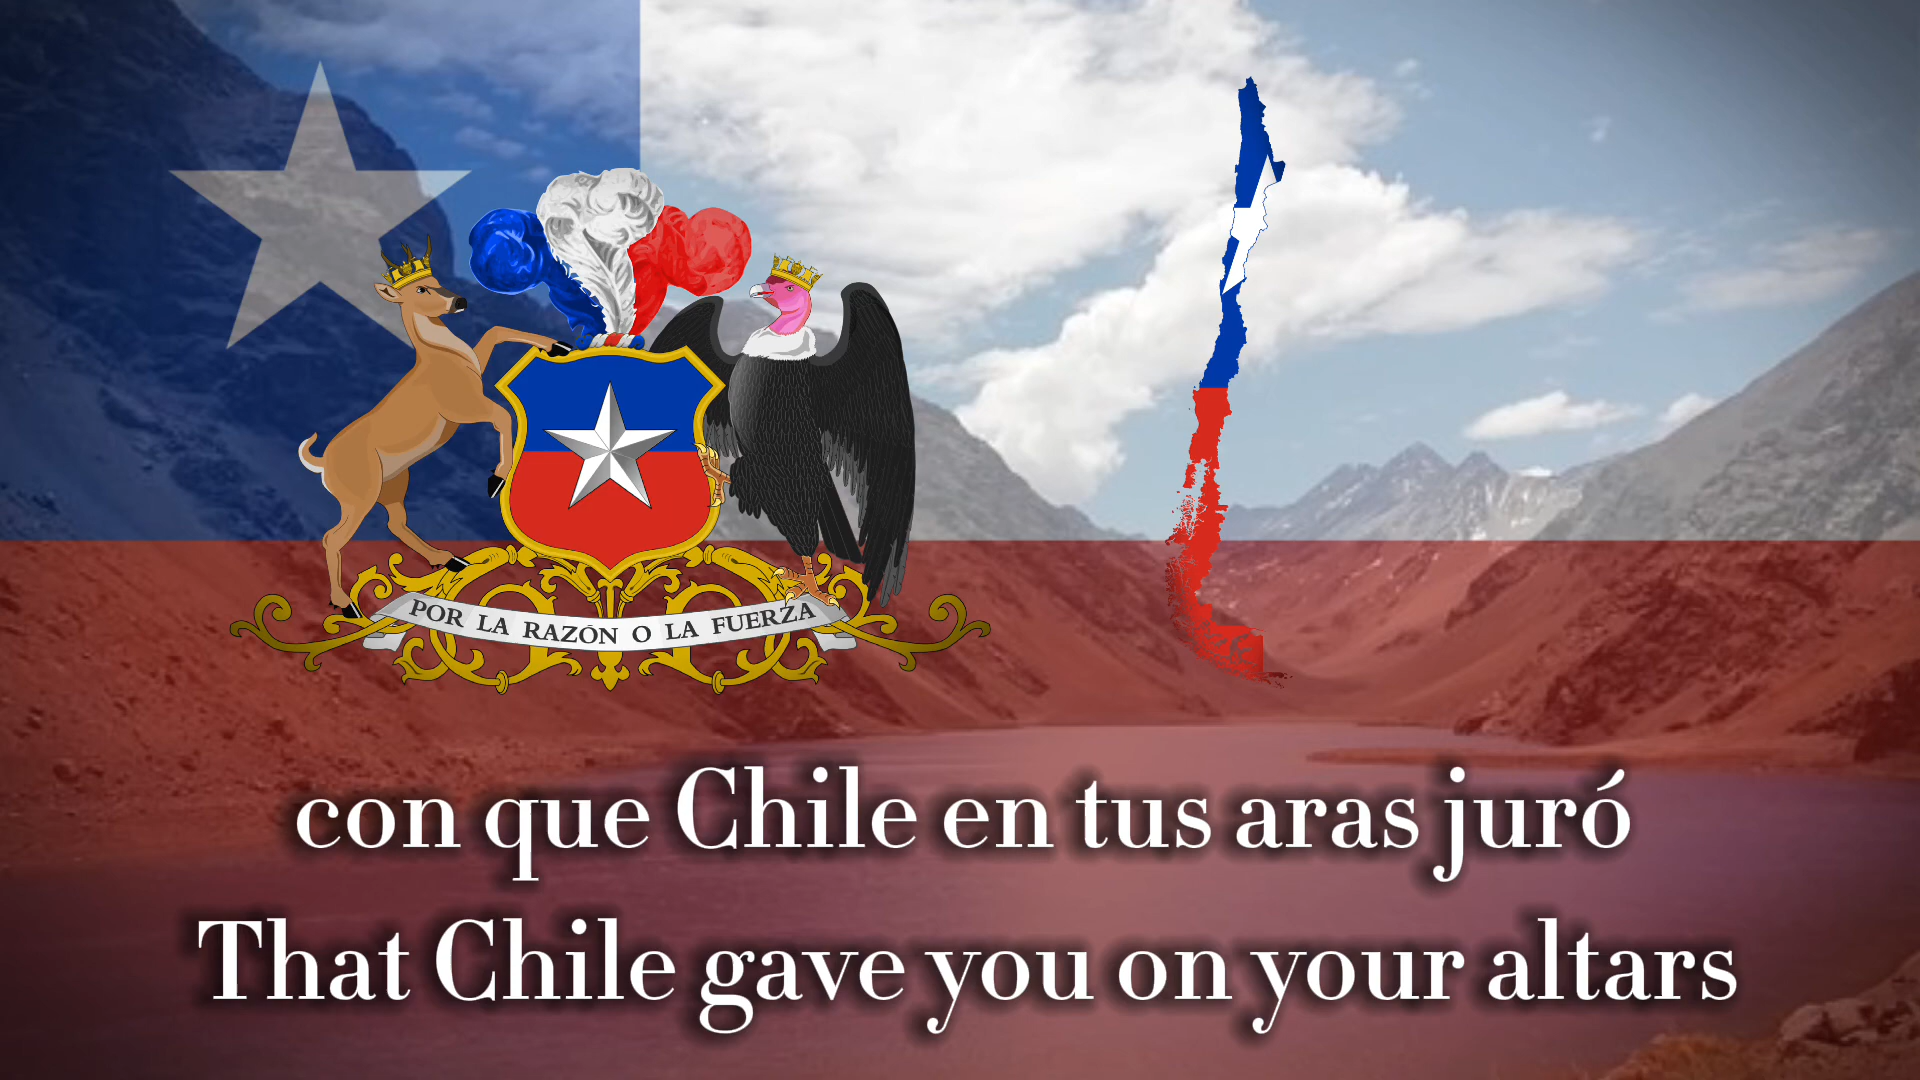 POR LA RAZÓN O LA FUERZA
con que Chile en tus aras juró
That Chile gave you on your altars